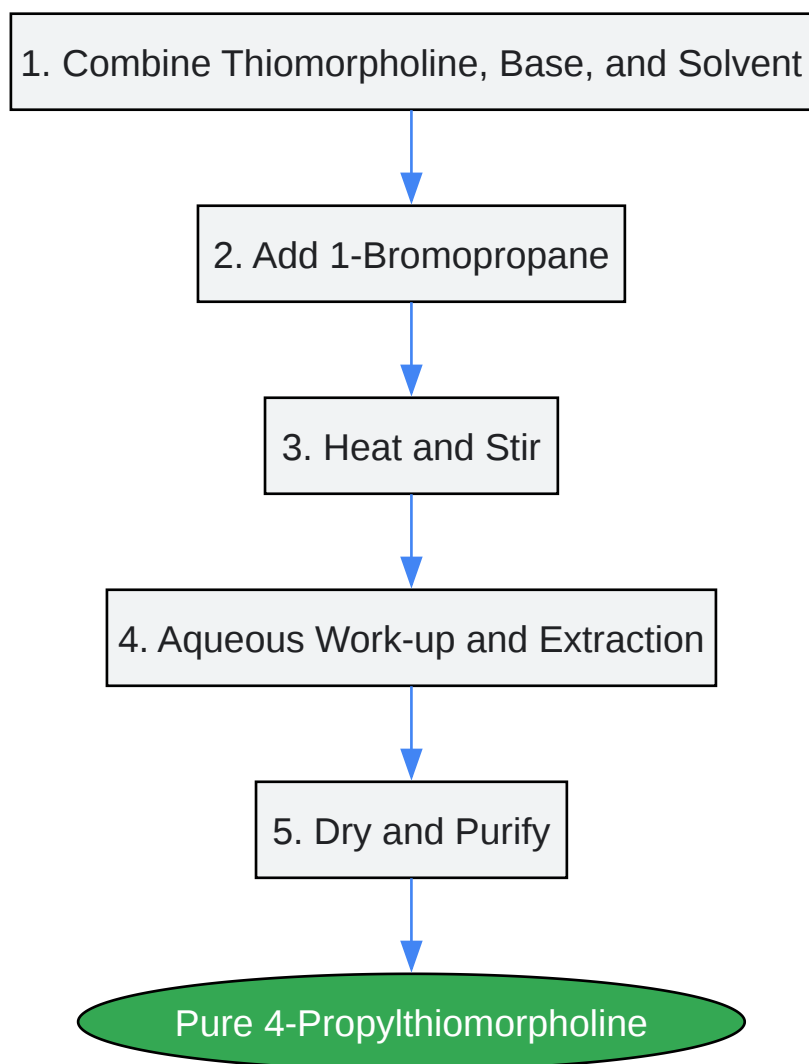 1. Combine Thiomorpholine, Base, and Solvent
2. Add 1-Bromopropane
3. Heat and Stir
4. Aqueous Work-up and Extraction
5. Dry and Purify
Pure 4-Propylthiomorpholine